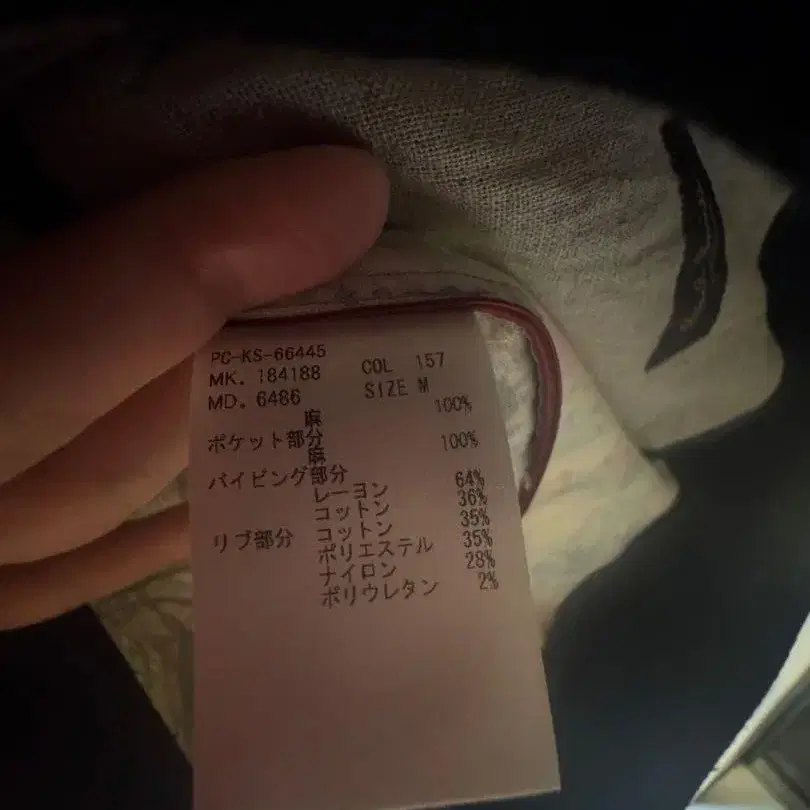 PC-KS-66445
MK. 184188 COL 157
MD. 6486 SIZE M
麻 100%
ポケット部分
麻 100%
パイピング部分
レーヨン 64%
コットン 36%
リブ部分 コットン 35%
ポリエステル 35%
ナイロン 28%
ポリウレタン 2%